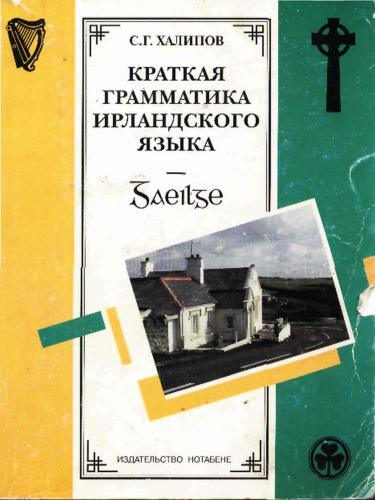 С.Г. ХАЛИПОВ
КРАТКАЯ
ГРАММАТИКА
ИРЛАНДСКОГО
ЯЗЫКА
Gaeilge
ИЗДАТЕЛЬСТВО НОТАБЕНЕ